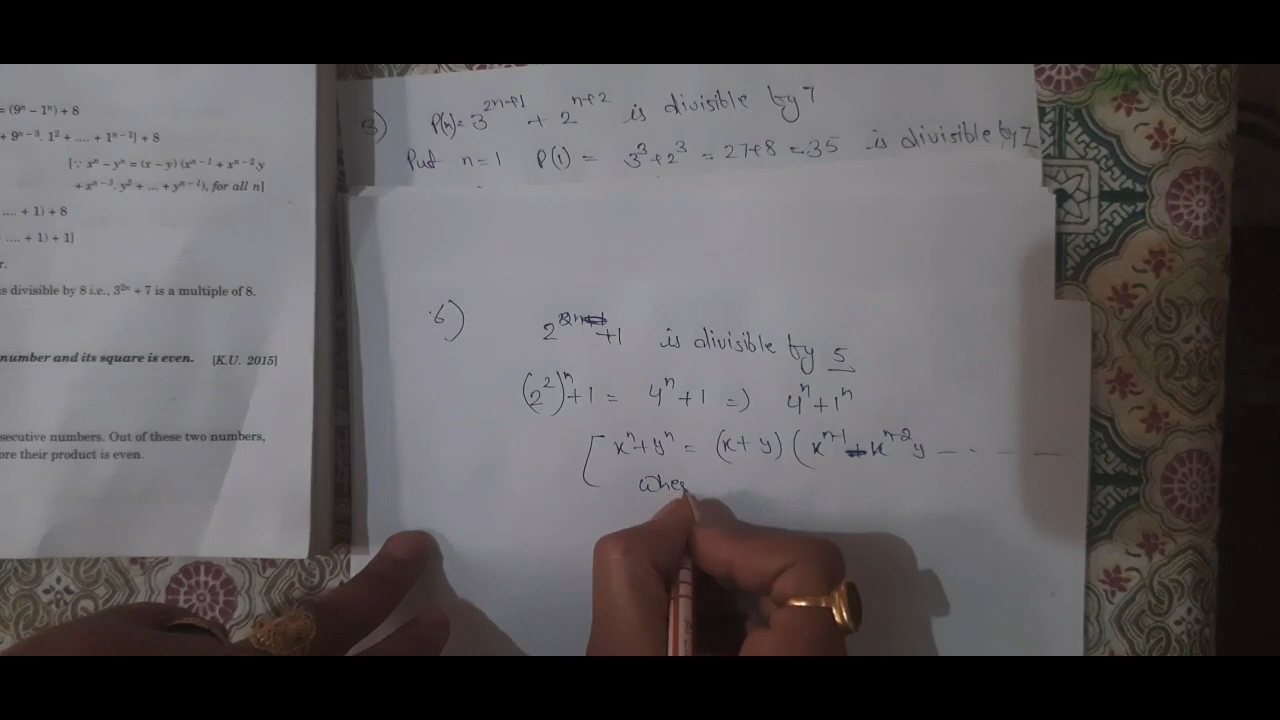 = (9ⁿ – 1ⁿ) + 8
+ 9ⁿ⁻³. 1² + .... + 1ⁿ⁻¹] + 8
[∵ xⁿ – yⁿ = (x – y) (xⁿ⁻¹ + xⁿ⁻².y
+ xⁿ⁻³. y² + ... + yⁿ⁻¹), for all n]
.... + 1) + 8
.... + 1) + 1]
r.
s divisible by 8 i.e., 3²ⁿ + 7 is a multiple of 8.
number and its square is even. [K.U. 2015]
secutive numbers. Out of these two numbers,
ore their product is even.
P(n) = 3²ⁿ⁺¹ + 2ⁿ⁺² is divisible by 7
Put n=1 P(1) = 3³+2³ = 27+8 = 35 is divisible by 7
6) 2²ⁿ +1 is divisible by 5
(2²)ⁿ+1 = 4ⁿ+1 =) 4ⁿ+1ⁿ
[ xⁿ+yⁿ = (x+y) (xⁿ⁻¹ - xⁿ⁻²y - - - -